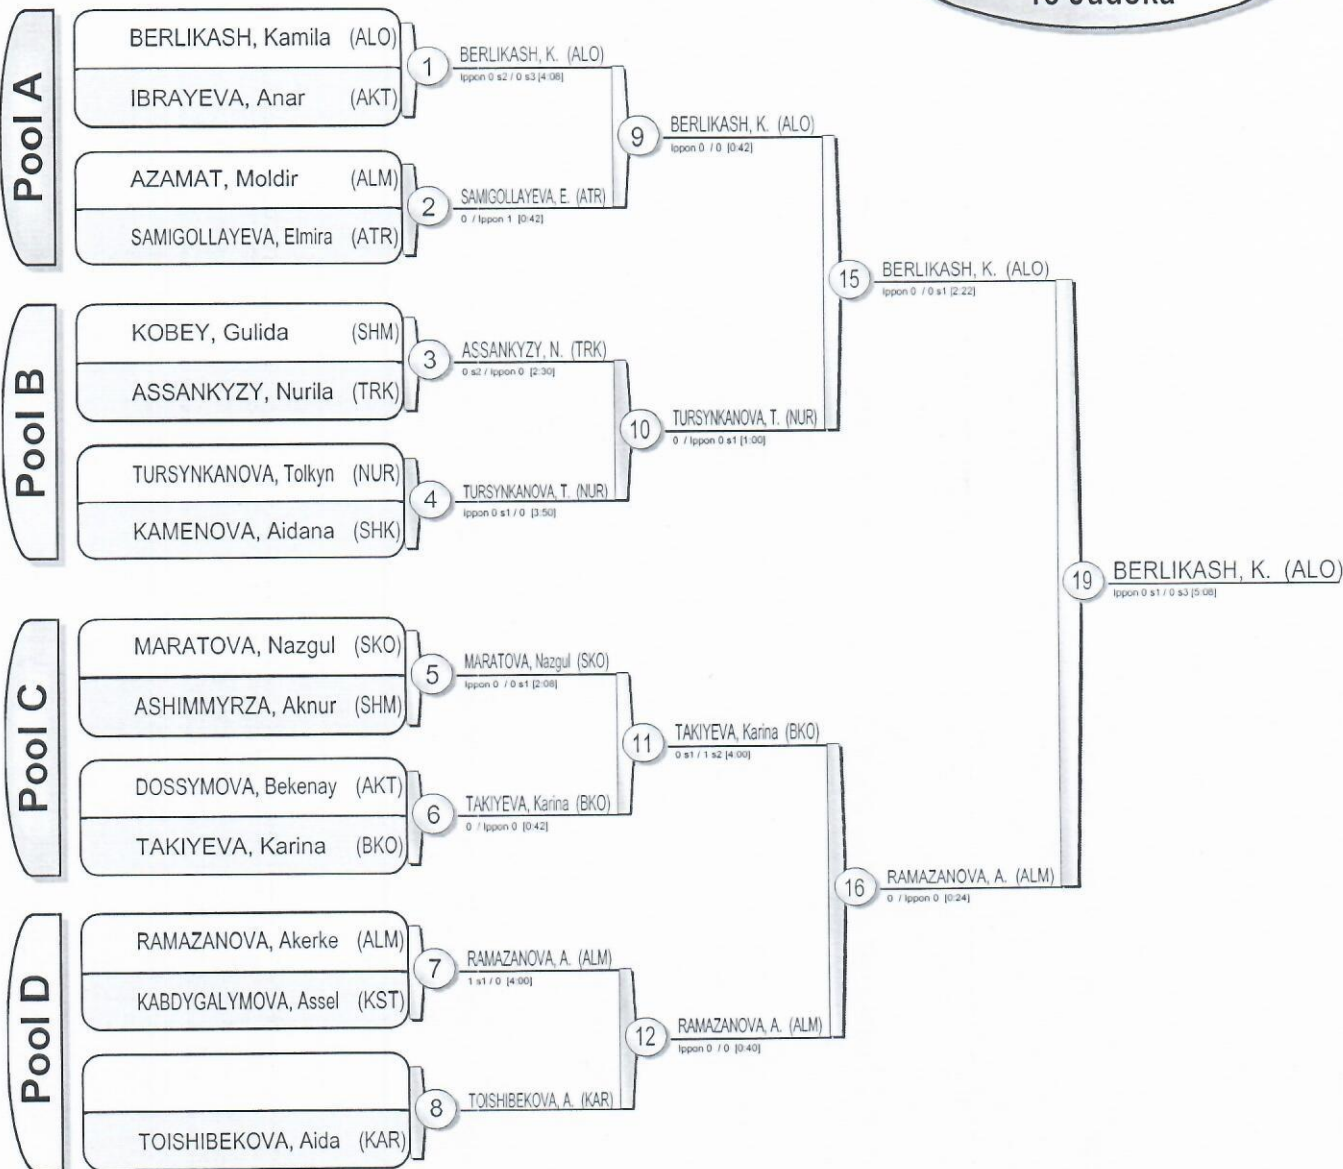 Pool A
BERLIKASH, Kamila (ALO)
IBRAYEVA, Anar (AKT)
AZAMAT, Moldir (ALM)
SAMIGOLLAYEVA, Elmira (ATR)
1
BERLIKASH, K. (ALO)
Ippon 0 s2 / 0 s3 [4:08]
2
SAMIGOLLAYEVA, E. (ATR)
0 / Ippon 1 [0:42]
9
BERLIKASH, K. (ALO)
Ippon 0 / 0 [0:42]
Pool B
KOBEY, Gulida (SHM)
ASSANKYZY, Nurila (TRK)
TURSYNKANOVA, Tolkyn (NUR)
KAMENOVA, Aidana (SHK)
3
ASSANKYZY, N. (TRK)
0 s2 / Ippon 0 [2:30]
4
TURSYNKANOVA, T. (NUR)
Ippon 0 s1 / 0 [3:50]
10
TURSYNKANOVA, T. (NUR)
0 / Ippon 0 s1 [1:00]
15
BERLIKASH, K. (ALO)
Ippon 0 / 0 s1 [2:22]
Pool C
MARATOVA, Nazgul (SKO)
ASHIMMYRZA, Aknur (SHM)
DOSSYMOVA, Bekenay (AKT)
TAKIYEVA, Karina (BKO)
5
MARATOVA, Nazgul (SKO)
Ippon 0 / 0 s1 [2:08]
6
TAKIYEVA, Karina (BKO)
0 / Ippon 0 [0:42]
11
TAKIYEVA, Karina (BKO)
0 s1 / 1 s2 [4:00]
Pool D
RAMAZANOVA, Akerke (ALM)
KABDYGALYMOVA, Assel (KST)
TOISHIBEKOVA, Aida (KAR)
7
RAMAZANOVA, A. (ALM)
1 s1 / 0 [4:00]
8
TOISHIBEKOVA, A. (KAR)
12
RAMAZANOVA, A. (ALM)
Ippon 0 / 0 [0:40]
16
RAMAZANOVA, A. (ALM)
0 / Ippon 0 [0:24]
19
BERLIKASH, K. (ALO)
Ippon 0 s1 / 0 s3 [5:08]
Judoka